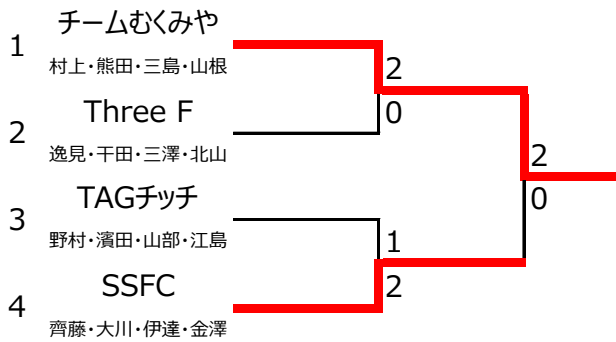 チームむくみや
1
村上・熊田・三島・山根
2
0
Three F
2
逸見・干田・三澤・北山
2
0
TAGチッチ
3
野村・濱田・山部・江島
1
2
SSFC
4
齊藤・大川・伊達・金澤